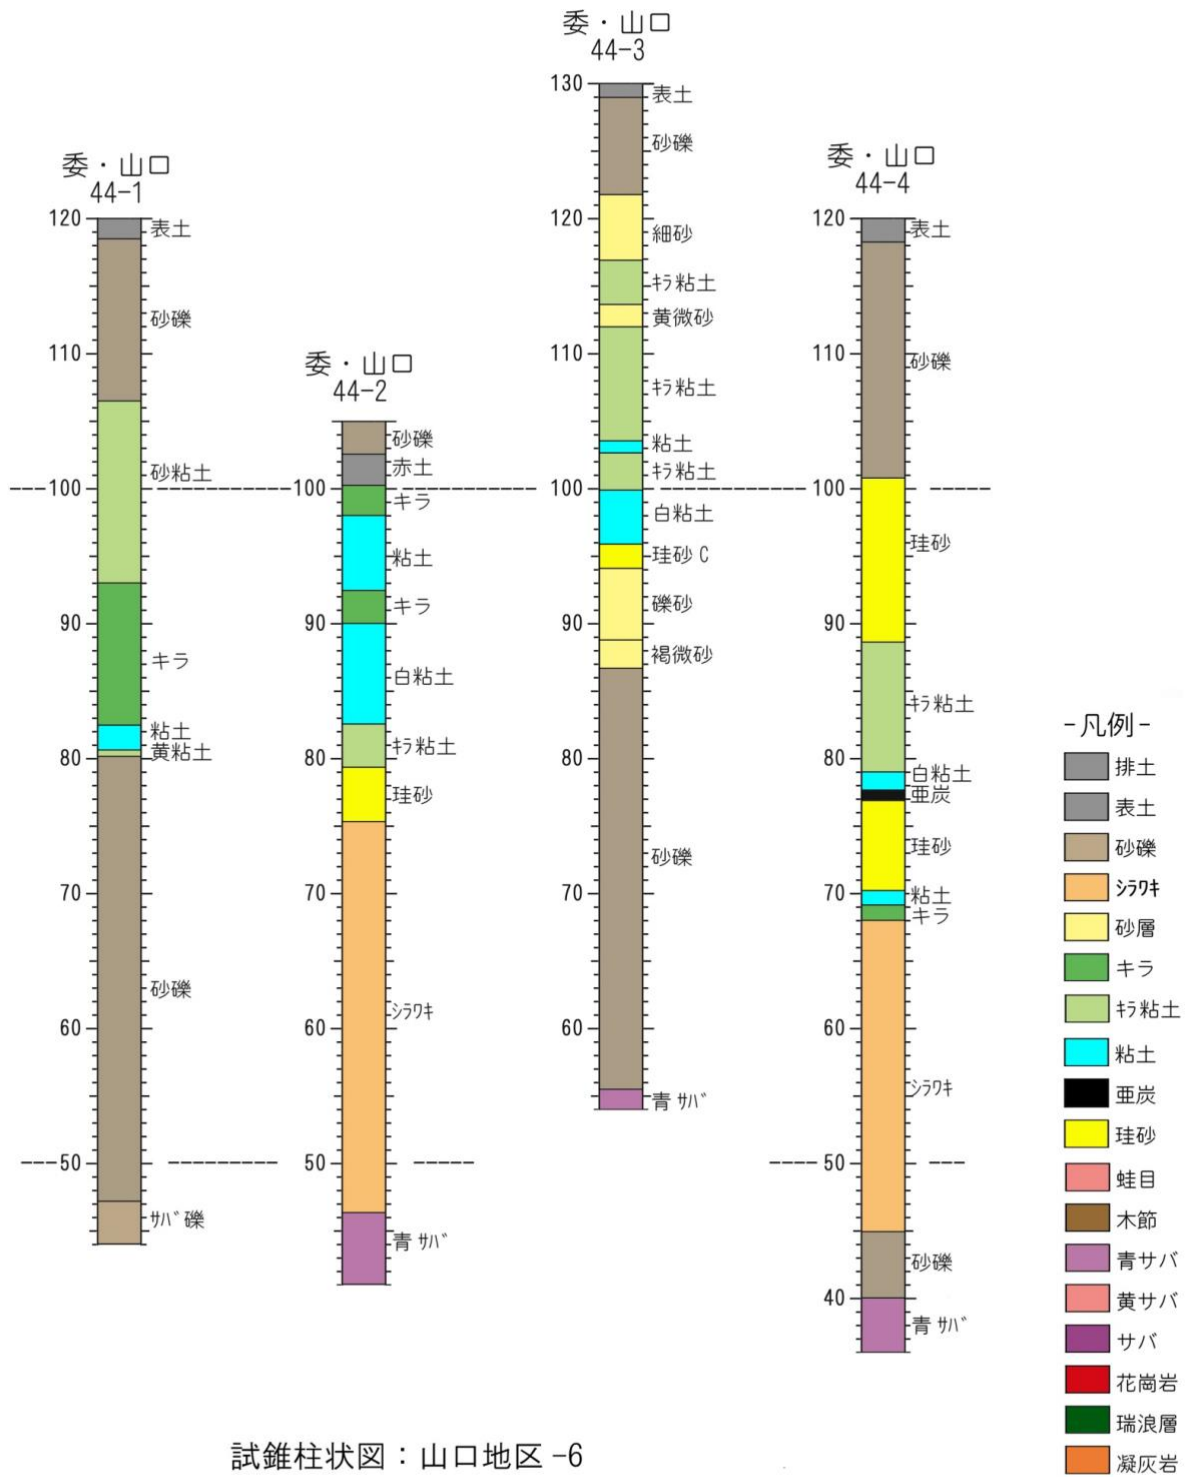 委・山口
44-1
120
表土
砂礫
110
砂粘土
100
90
キラ
粘土
黄粘土
80
70
砂礫
60
50
ｻﾊﾞ礫
委・山口
44-2
砂礫
赤土
100
キラ
粘土
キラ
90
白粘土
80
ｷﾗ粘土
珪砂
70
ｼﾗﾜｷ
60
50
青ｻﾊﾞ
委・山口
44-3
130
表土
砂礫
120
細砂
ｷﾗ粘土
黄微砂
110
ｷﾗ粘土
粘土
ｷﾗ粘土
100
白粘土
珪砂 C
礫砂
90
褐微砂
80
砂礫
70
60
青ｻﾊﾞ
委・山口
44-4
120
表土
110
砂礫
100
珪砂
90
ｷﾗ粘土
80
白粘土
亜炭
珪砂
70
粘土
キラ
60
ｼﾗﾜｷ
50
砂礫
40
青ｻﾊﾞ
-凡例-
排土
表土
砂礫
ｼﾗﾜｷ
砂層
キラ
ｷﾗ粘土
粘土
亜炭
珪砂
蛙目
木節
青サバ
黄サバ
サバ
花崗岩
瑞浪層
凝灰岩
試錐柱状図：山口地区-6